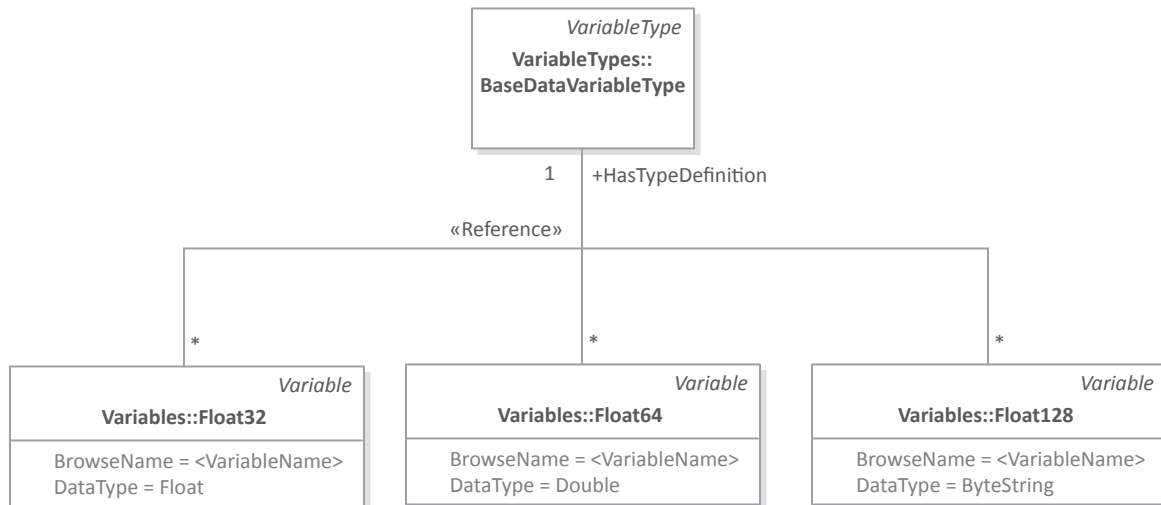 VariableType
VariableTypes::
BaseDataVariableType
1
+HasTypeDefinition
«Reference»
*
*
*
Variable
Variables::Float32
BrowseName = <VariableName>
DataType = Float
Variable
Variables::Float64
BrowseName = <VariableName>
DataType = Double
Variable
Variables::Float128
BrowseName = <VariableName>
DataType = ByteString